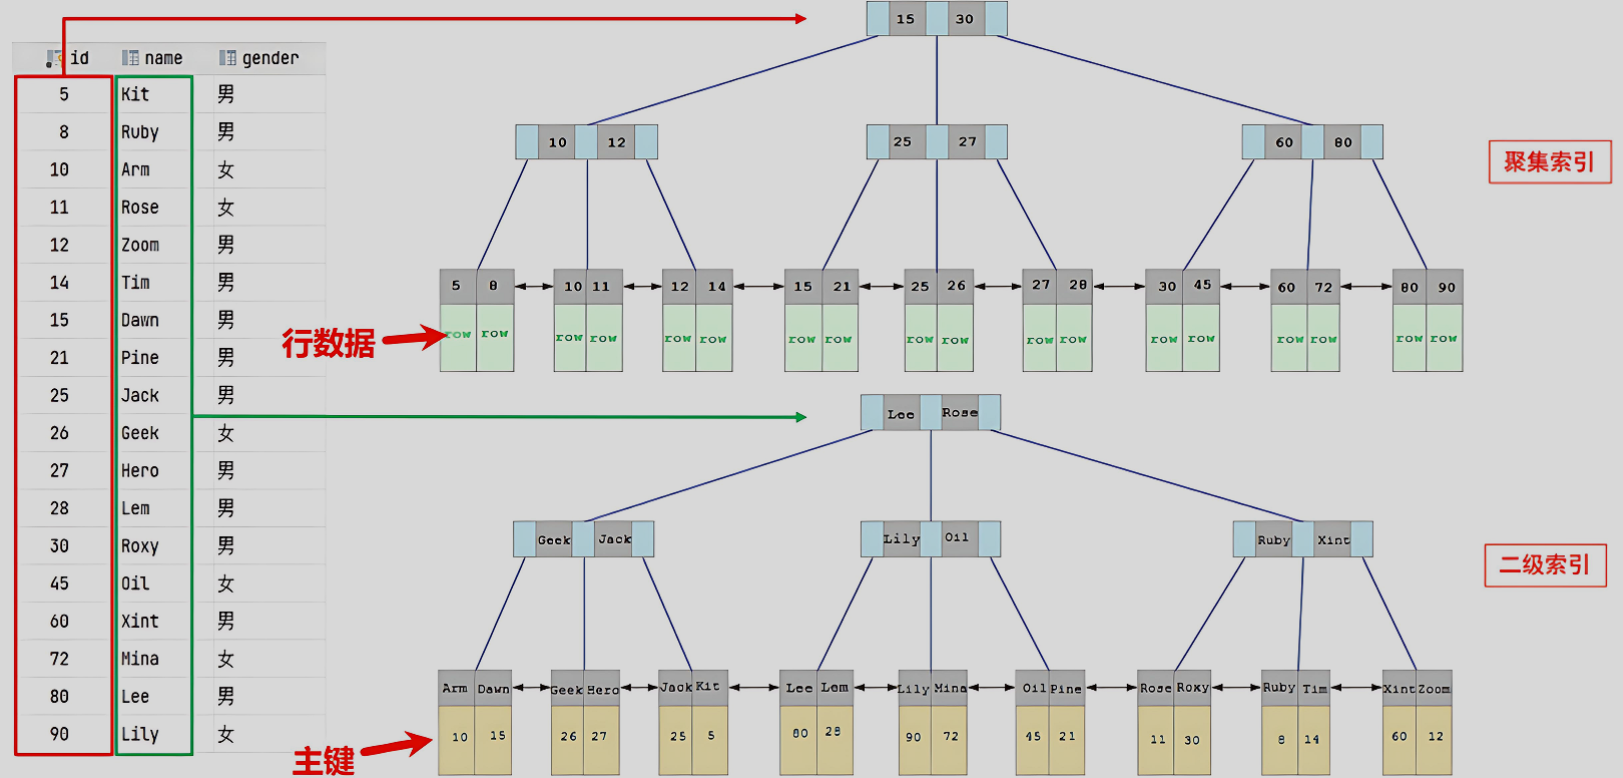 id name gender
5 Kit 男
8 Ruby 男
10 Arm 女
11 Rose 女
12 Zoom 男
14 Tim 男
15 Dawn 男
21 Pine 男
25 Jack 男
26 Geek 女
27 Hero 男
28 Lem 男
30 Roxy 男
45 Oil 女
60 Xint 男
72 Mina 女
80 Lee 男
90 Lily 女
15 30
10 12
25 27
60 80
聚集索引
5 8
10 11
12 14
15 21
25 26
27 28
30 45
60 72
80 90
行数据
row row
row row
row row
row row
row row
row row
row row
row row
row row
Lee Rose
Geek Jack
Lily Oil
Ruby Xint
二级索引
Arm Dawn
Geek Hero
Jack Kit
Lee Lem
Lily Mina
Oil Pine
Rose Roxy
Ruby Tim
Xint Zoom
主键
10 15
26 27
25 5
80 28
90 72
45 21
11 30
8 14
60 12